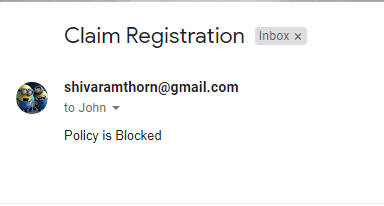 Claim Registration Inbox ×
shivaramthorn@gmail.com
to John
Policy is Blocked